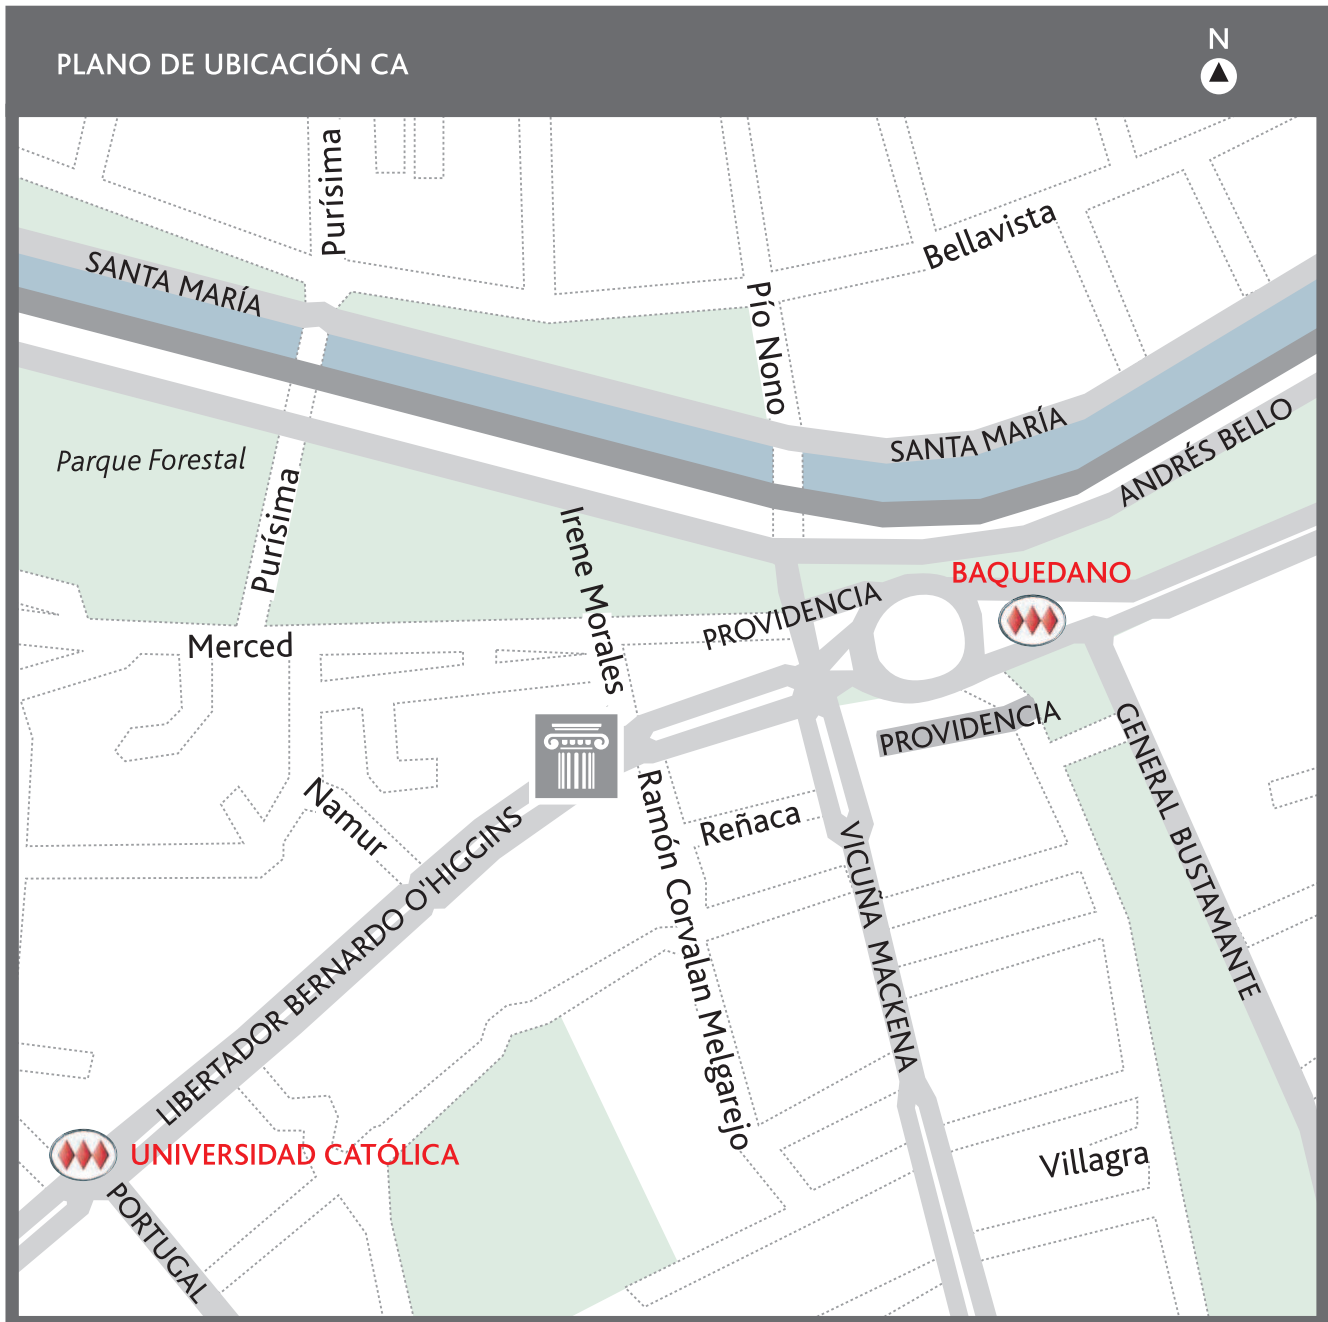 PLANO DE UBICACIÓN CA
N
Purísima
Bellavista
SANTA MARÍA
Pío Nono
SANTA MARÍA
ANDRÉS BELLO
Parque Forestal
Purísima
Irene Morales
BAQUEDANO
PROVIDENCIA
Merced
PROVIDENCIA
GENERAL BUSTAMANTE
Namur
Ramón Corvalan Melgarejo
Reñaca
VICUÑA MACKENA
LIBERTADOR BERNARDO O'HIGGINS
UNIVERSIDAD CATÓLICA
Villagra
PORTUGAL